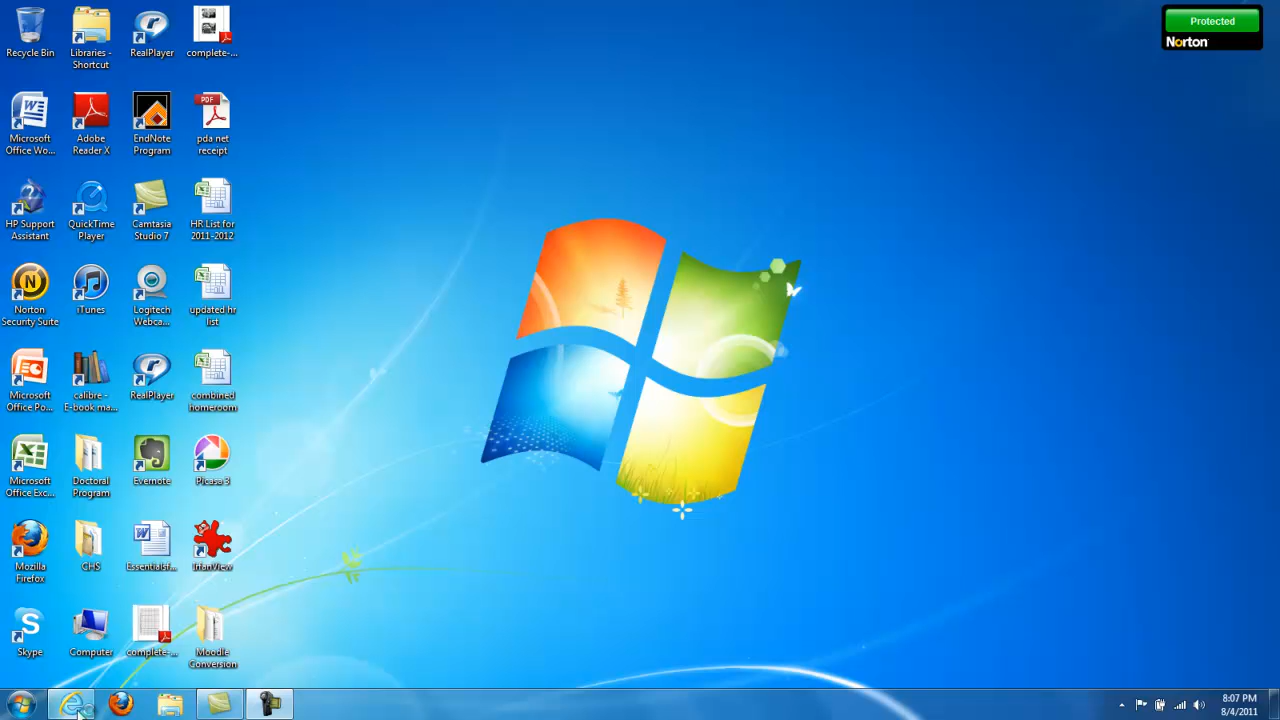 Recycle Bin
Libraries -
Shortcut
RealPlayer
complete-...
Protected
Norton
Microsoft
Office Wo...
Adobe
Reader X
EndNote
Program
PDF
pda net
receipt
HP Support
Assistant
QuickTime
Player
Camtasia
Studio 7
HR List for
2011-2012
Norton
Security Suite
iTunes
Logitech
Webca...
updated hr
list
Microsoft
Office Po...
calibre -
E-book ma...
RealPlayer
combined
homeroom
Microsoft
Office Exc...
Doctoral
Program
Evernote
Picasa 3
Mozilla
Firefox
CHS
Essentialsf...
IrfanView
Skype
Computer
complete-...
Moodle
Conversion
8:07 PM
8/4/2011